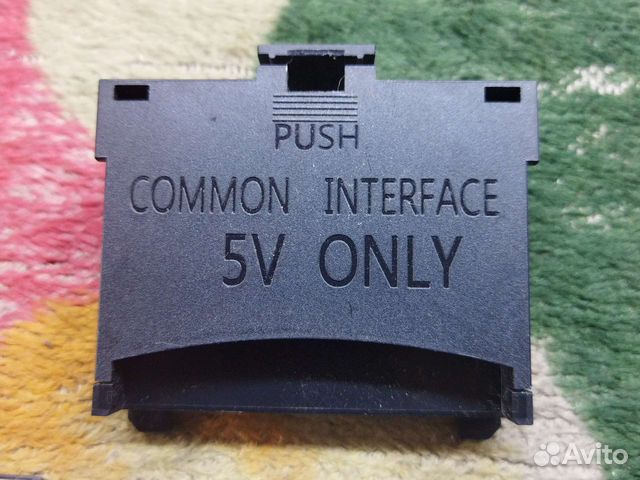 PUSH
COMMON INTERFACE
5V ONLY
Avito